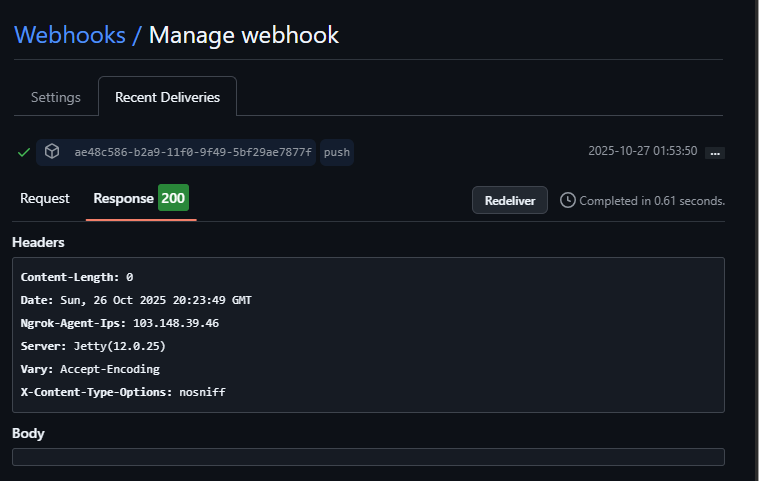 Webhooks / Manage webhook
Settings
Recent Deliveries
ae48c586-b2a9-11f0-9f49-5bf29ae7877f push
2025-10-27 01:53:50 ...
Request
Response 200
Redeliver
Completed in 0.61 seconds.
Headers
Content-Length: 0
Date: Sun, 26 Oct 2025 20:23:49 GMT
Ngrok-Agent-Ips: 103.148.39.46
Server: Jetty(12.0.25)
Vary: Accept-Encoding
X-Content-Type-Options: nosniff
Body